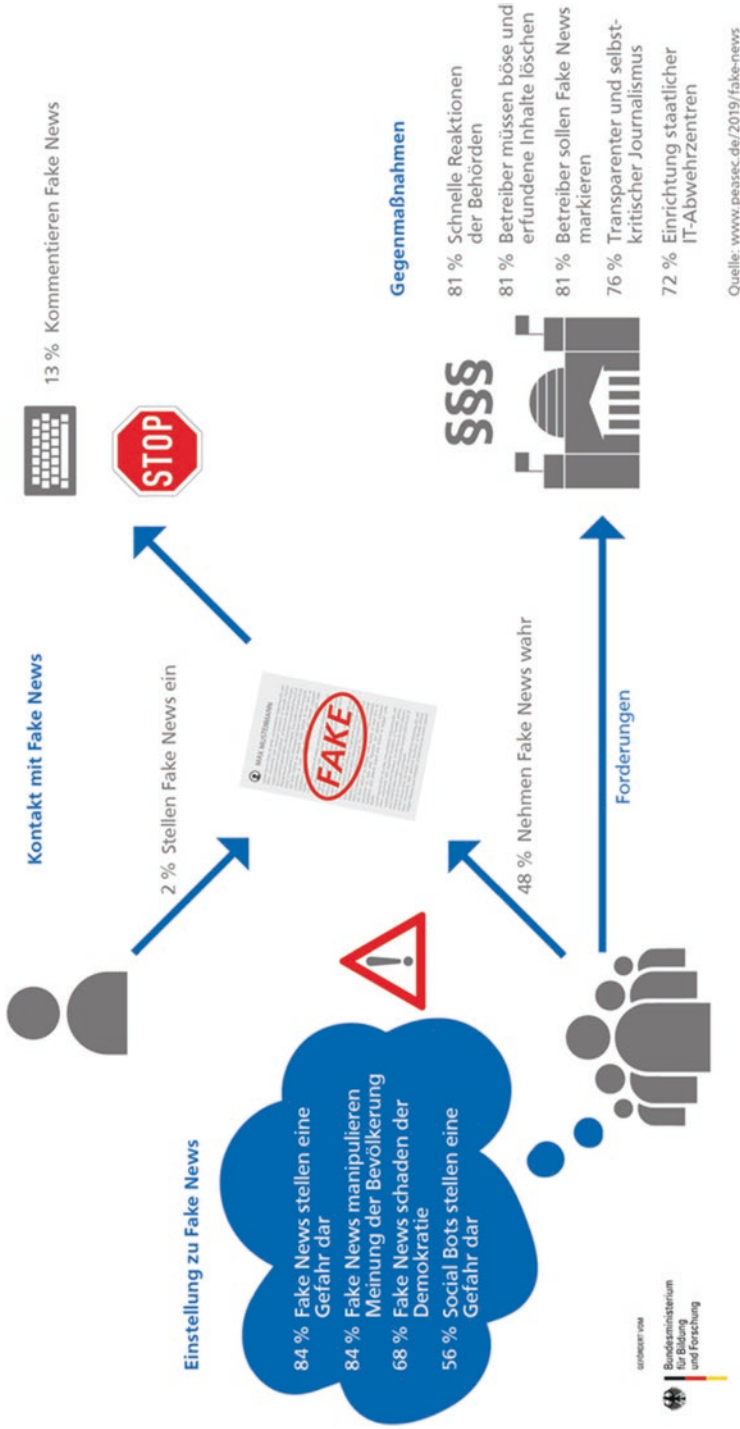 Einstellung zu Fake News
84 % Fake News stellen eine
Gefahr dar
84 % Fake News manipulieren
Meinung der Bevölkerung
68 % Fake News schaden der
Demokratie
56 % Social Bots stellen eine
Gefahr dar
Kontakt mit Fake News
2 % Stellen Fake News ein
MAX MUSTERMANN
FAKE
48 % Nehmen Fake News wahr
Forderungen
13 % Kommentieren Fake News
STOP
§§§
Gegenmaßnahmen
81 % Schnelle Reaktionen
der Behörden
81 % Betreiber müssen böse und
erfundene Inhalte löschen
81 % Betreiber sollen Fake News
markieren
76 % Transparenter und selbst-
kritischer Journalismus
72 % Einrichtung staatlicher
IT-Abwehrzentren
GEFÖRDERT VOM
Bundesministerium
für Bildung
und Forschung
Quelle: www.peasec.de/2019/fake-news